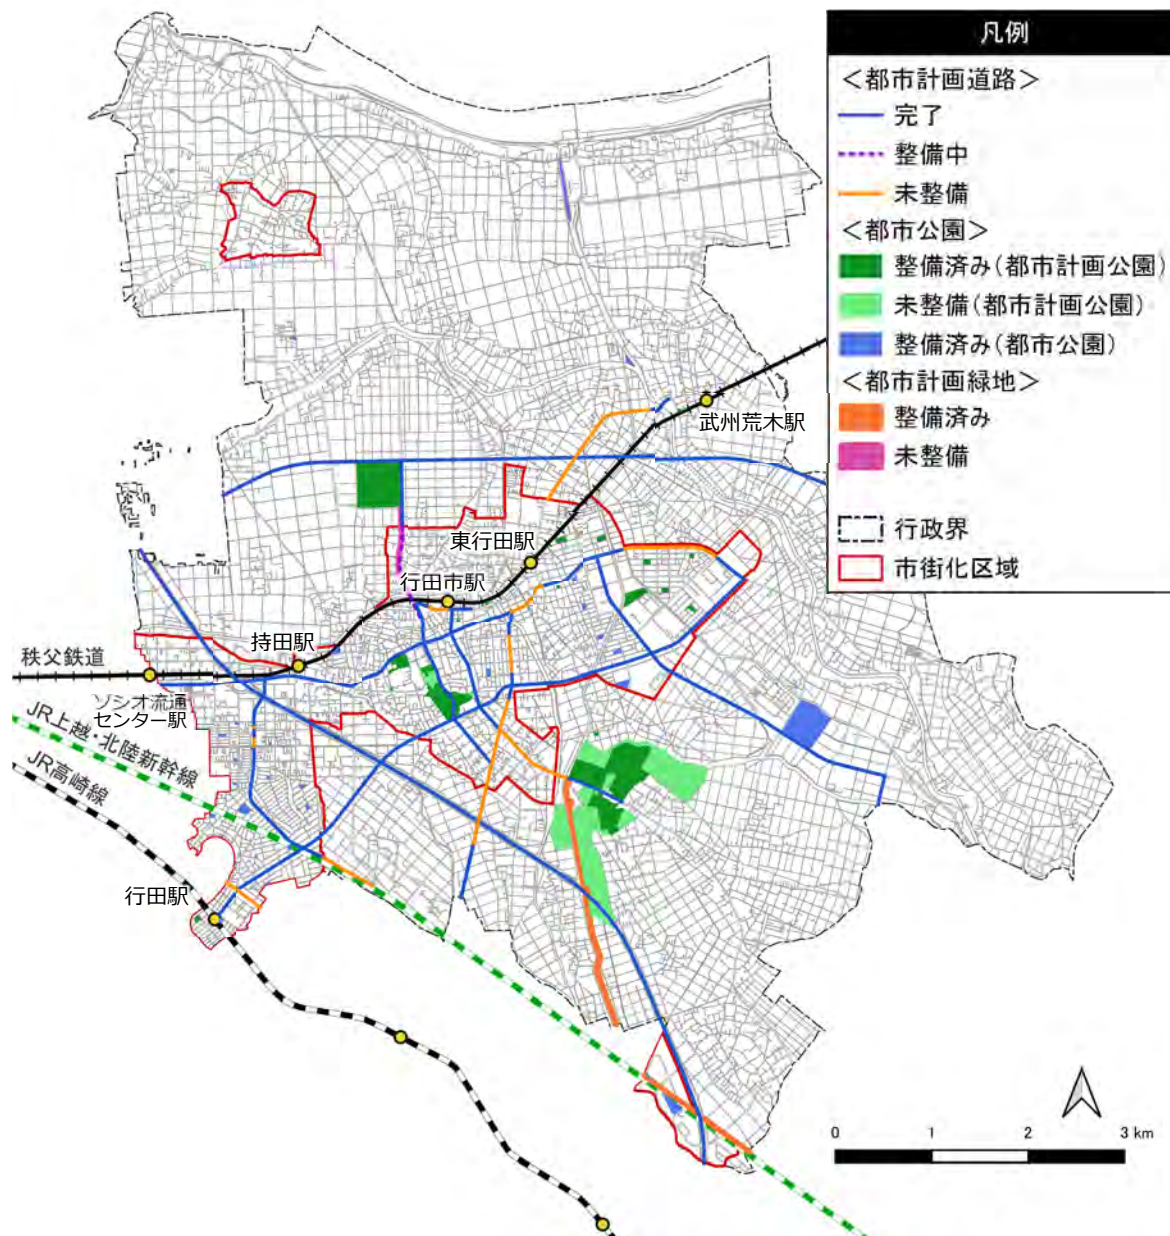 凡例
＜都市計画道路＞
完了
整備中
未整備
＜都市公園＞
整備済み(都市計画公園)
未整備(都市計画公園)
整備済み(都市公園)
＜都市計画緑地＞
整備済み
未整備
行政界
市街化区域
武州荒木駅
東行田駅
行田市駅
持田駅
秩父鉄道
ソシオ流通
センター駅
JR上越・北陸新幹線
JR高崎線
行田駅
0 1 2 3 km